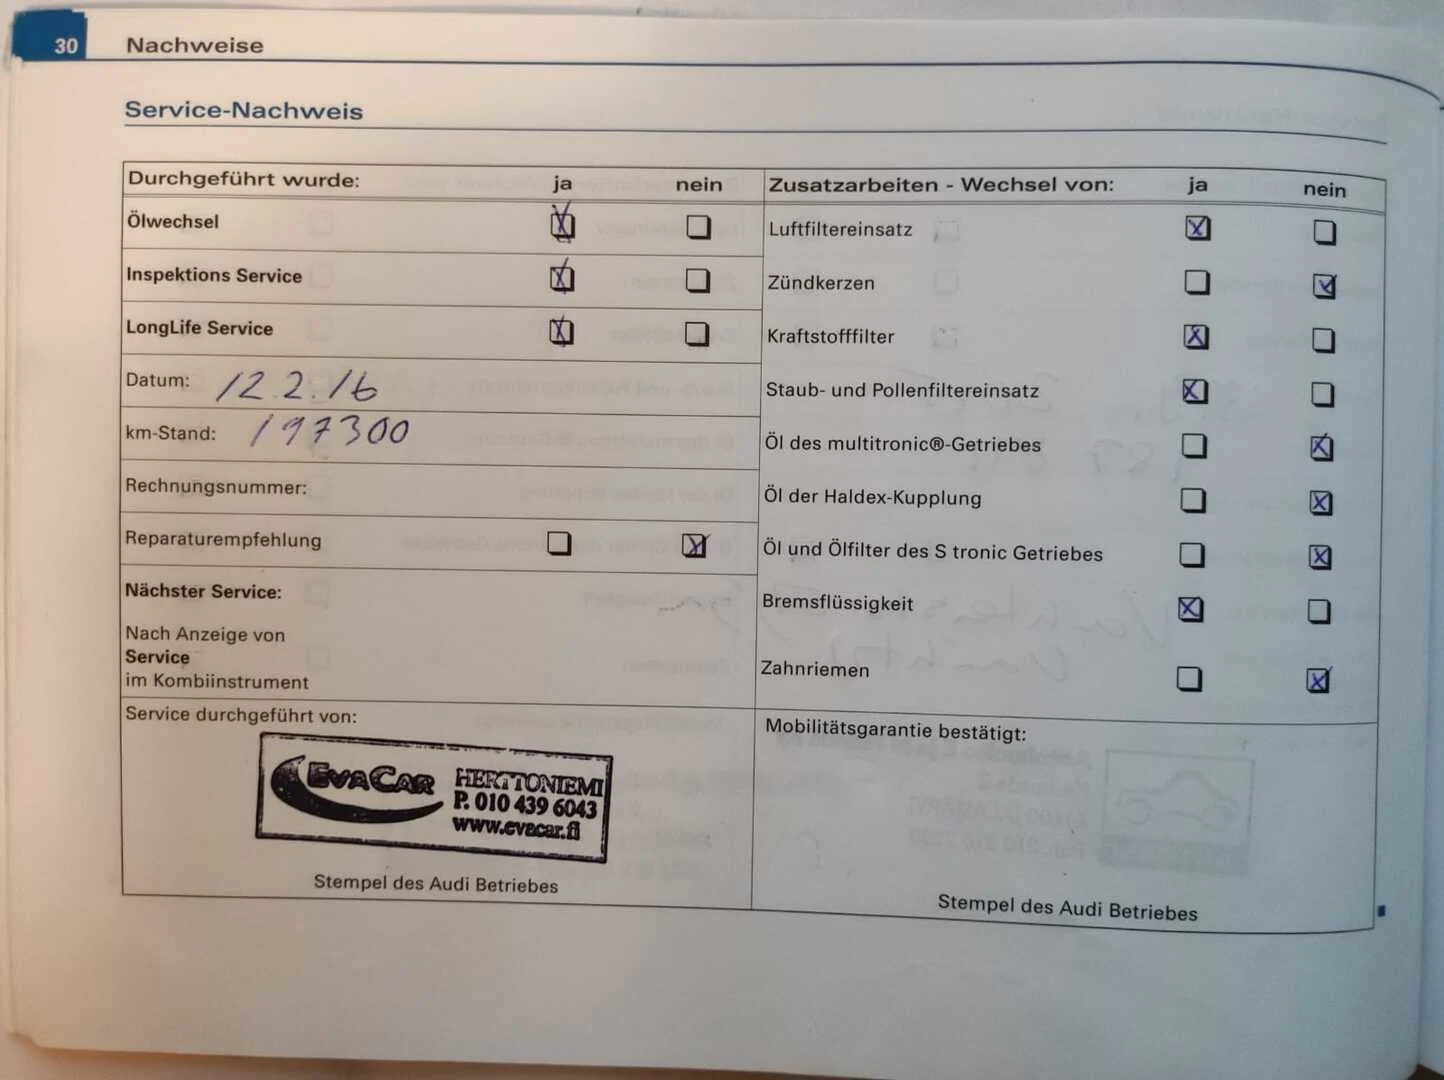 30 Nachweise
Service-Nachweis
Durchgeführt wurde: ja nein
Ölwechsel
Inspektions Service
LongLife Service
Datum: 12.2.16
km-Stand: 197300
Rechnungsnummer:
Reparaturempfehlung
Nächster Service:
Nach Anzeige von
Service
im Kombiinstrument
Service durchgeführt von:
EVACAR
HERTTONIEMI
P. 010 439 6043
www.evacar.fi
Stempel des Audi Betriebes
Zusatzarbeiten - Wechsel von: ja nein
Luftfiltereinsatz
Zündkerzen
Kraftstofffilter
Staub- und Pollenfiltereinsatz
Öl des multitronic®-Getriebes
Öl der Haldex-Kupplung
Öl und Ölfilter des S tronic Getriebes
Bremsflüssigkeit
Zahnriemen
Mobilitätsgarantie bestätigt:
Stempel des Audi Betriebes